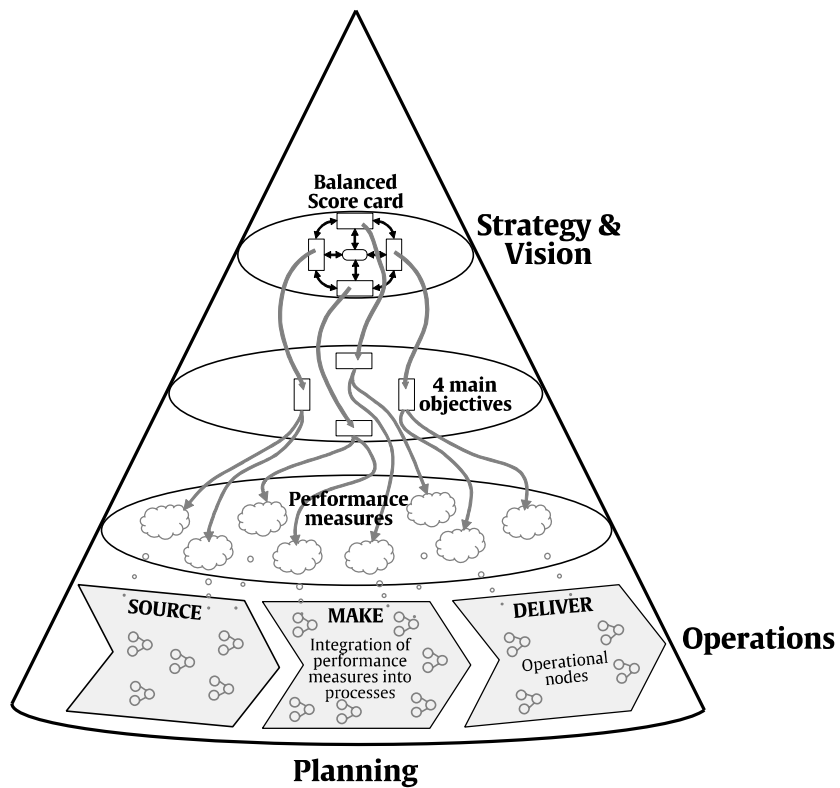 Balanced
Score card
Strategy &
Vision
4 main
objectives
Performance
measures
SOURCE
MAKE
DELIVER
Integration of
performance
measures into
processes
Operational
nodes
Operations
Planning